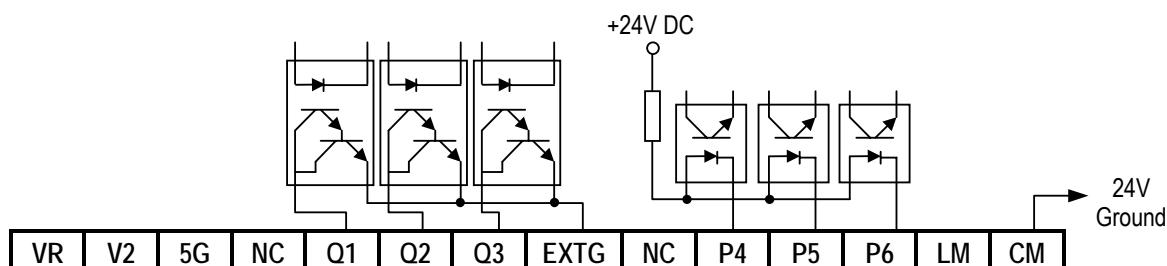 +24V DC
24V
Ground
VR V2 5G NC Q1 Q2 Q3 EXTG NC P4 P5 P6 LM CM